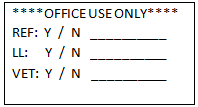 ****OFFICE USE ONLY****
REF: Y / N __________
LL: Y / N __________
VET: Y / N __________